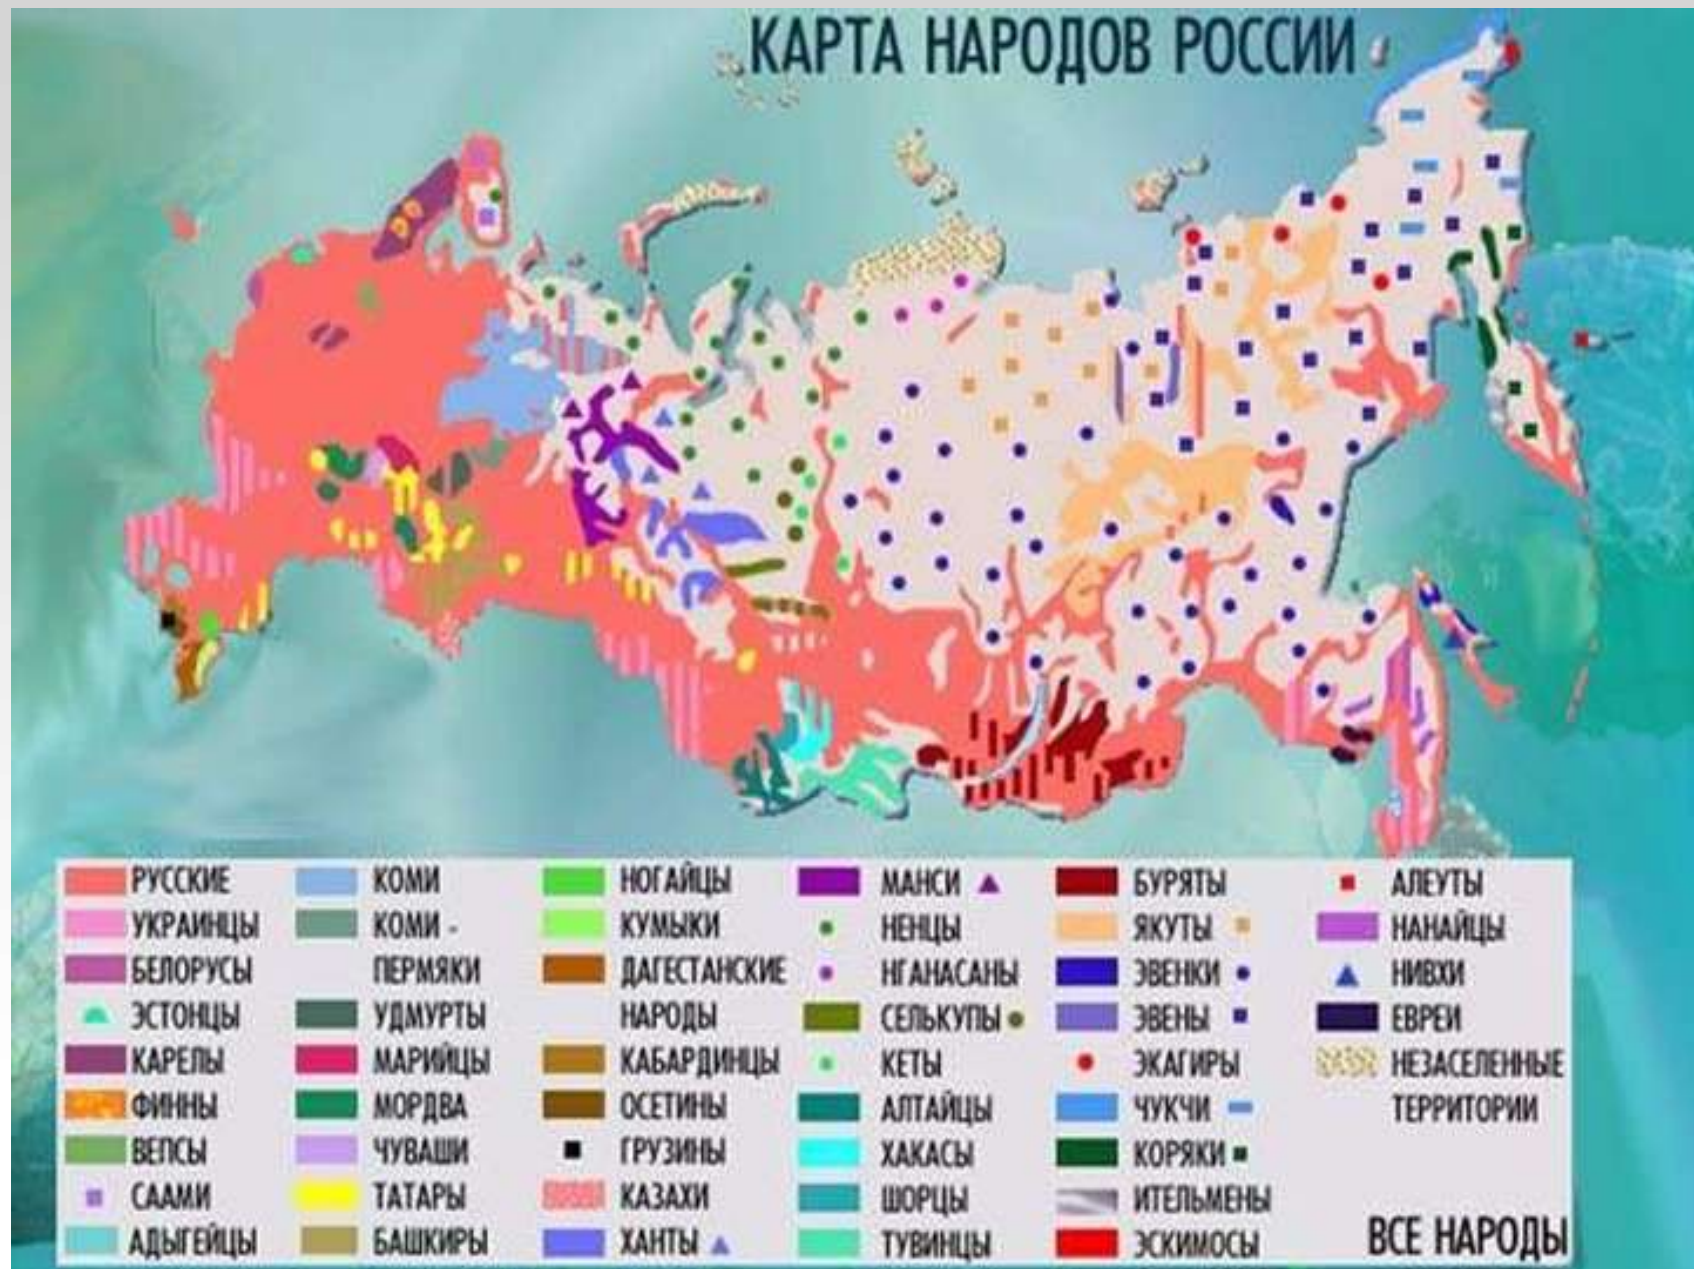 КАРТА НАРОДОВ РОССИИ
РУССКИЕ
УКРАИНЦЫ
БЕЛОРУСЫ
ЭСТОНЦЫ
КАРЕЛЫ
ФИННЫ
ВЕПСЫ
СААМИ
АДЫГЕЙЦЫ
КОМИ
КОМИ -
ПЕРМЯКИ
УДМУРТЫ
МАРИЙЦЫ
МОРДВА
ЧУВАШИ
ТАТАРЫ
БАШКИРЫ
НОГАЙЦЫ
КУМЫКИ
ДАГЕСТАНСКИЕ
НАРОДЫ
КАБАРДИНЦЫ
ОСЕТИНЫ
ГРУЗИНЫ
КАЗАХИ
ХАНТЫ
МАНСИ
НЕНЦЫ
НГАНАСАНЫ
СЕЛЬКУПЫ
КЕТЫ
АЛТАЙЦЫ
ХАКАСЫ
ШОРЦЫ
ТУВИНЦЫ
БУРЯТЫ
ЯКУТЫ
ЭВЕНКИ
ЭВЕНЫ
ЭКАГИРЫ
ЧУКЧИ
КОРЯКИ
ИТЕЛЬМЕНЫ
ЭСКИМОСЫ
АЛЕУТЫ
НАНАЙЦЫ
НИВХИ
ЕВРЕИ
НЕЗАСЕЛЕННЫЕ
ТЕРРИТОРИИ
ВСЕ НАРОДЫ